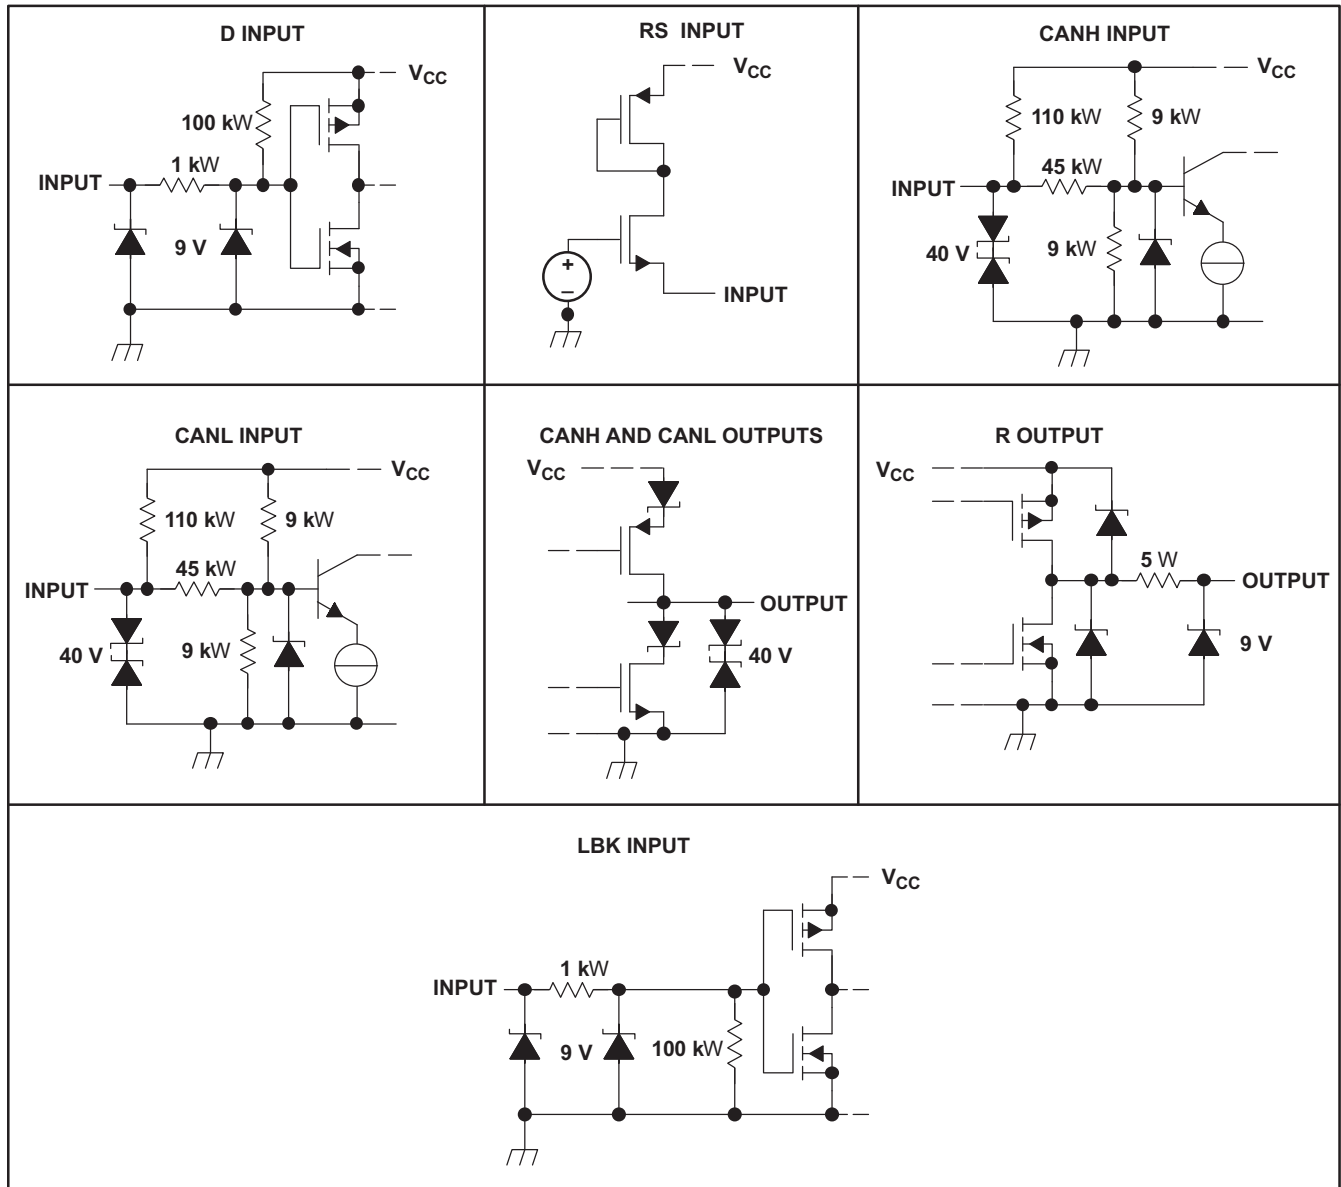 D INPUT
VCC
100 kW
1 kW
INPUT
9 V
RS INPUT
VCC
+
–
INPUT
CANH INPUT
VCC
110 kW
9 kW
45 kW
INPUT
40 V
9 kW
CANL INPUT
VCC
110 kW
9 kW
45 kW
INPUT
40 V
9 kW
CANH AND CANL OUTPUTS
VCC
OUTPUT
40 V
R OUTPUT
VCC
5 W
OUTPUT
9 V
LBK INPUT
VCC
1 kW
INPUT
9 V
100 kW